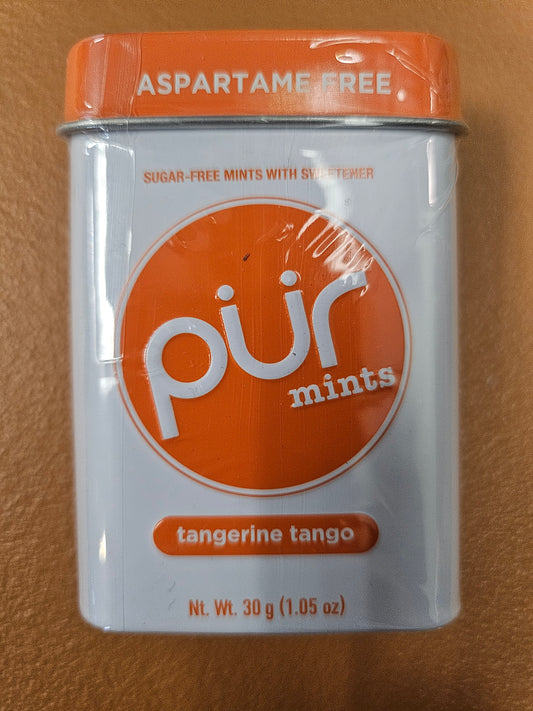 ASPARTAME FREE
SUGAR-FREE MINTS WITH SWEETENER
pür
mints
tangerine tango
Nt. Wt. 30 g (1.05 oz)